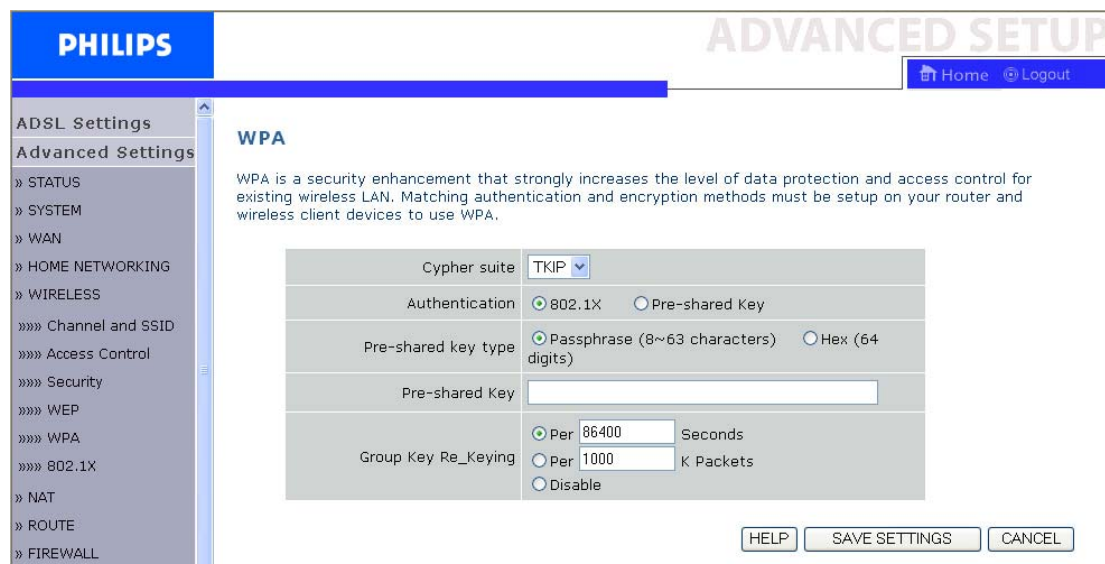 PHILIPS
ADVANCED SETUP
Home Logout
ADSL Settings
Advanced Settings
» STATUS
» SYSTEM
» WAN
» HOME NETWORKING
» WIRELESS
»»» Channel and SSID
»»» Access Control
»»» Security
»»» WEP
»»» WPA
»»» 802.1X
» NAT
» ROUTE
» FIREWALL
WPA
WPA is a security enhancement that strongly increases the level of data protection and access control for
existing wireless LAN. Matching authentication and encryption methods must be setup on your router and
wireless client devices to use WPA.
Cypher suite TKIP
Authentication 802.1X Pre-shared Key
Pre-shared key type Passphrase (8~63 characters) Hex (64
digits)
Pre-shared Key
Group Key Re_Keying Per 86400 Seconds
Per 1000 K Packets
Disable
HELP SAVE SETTINGS CANCEL